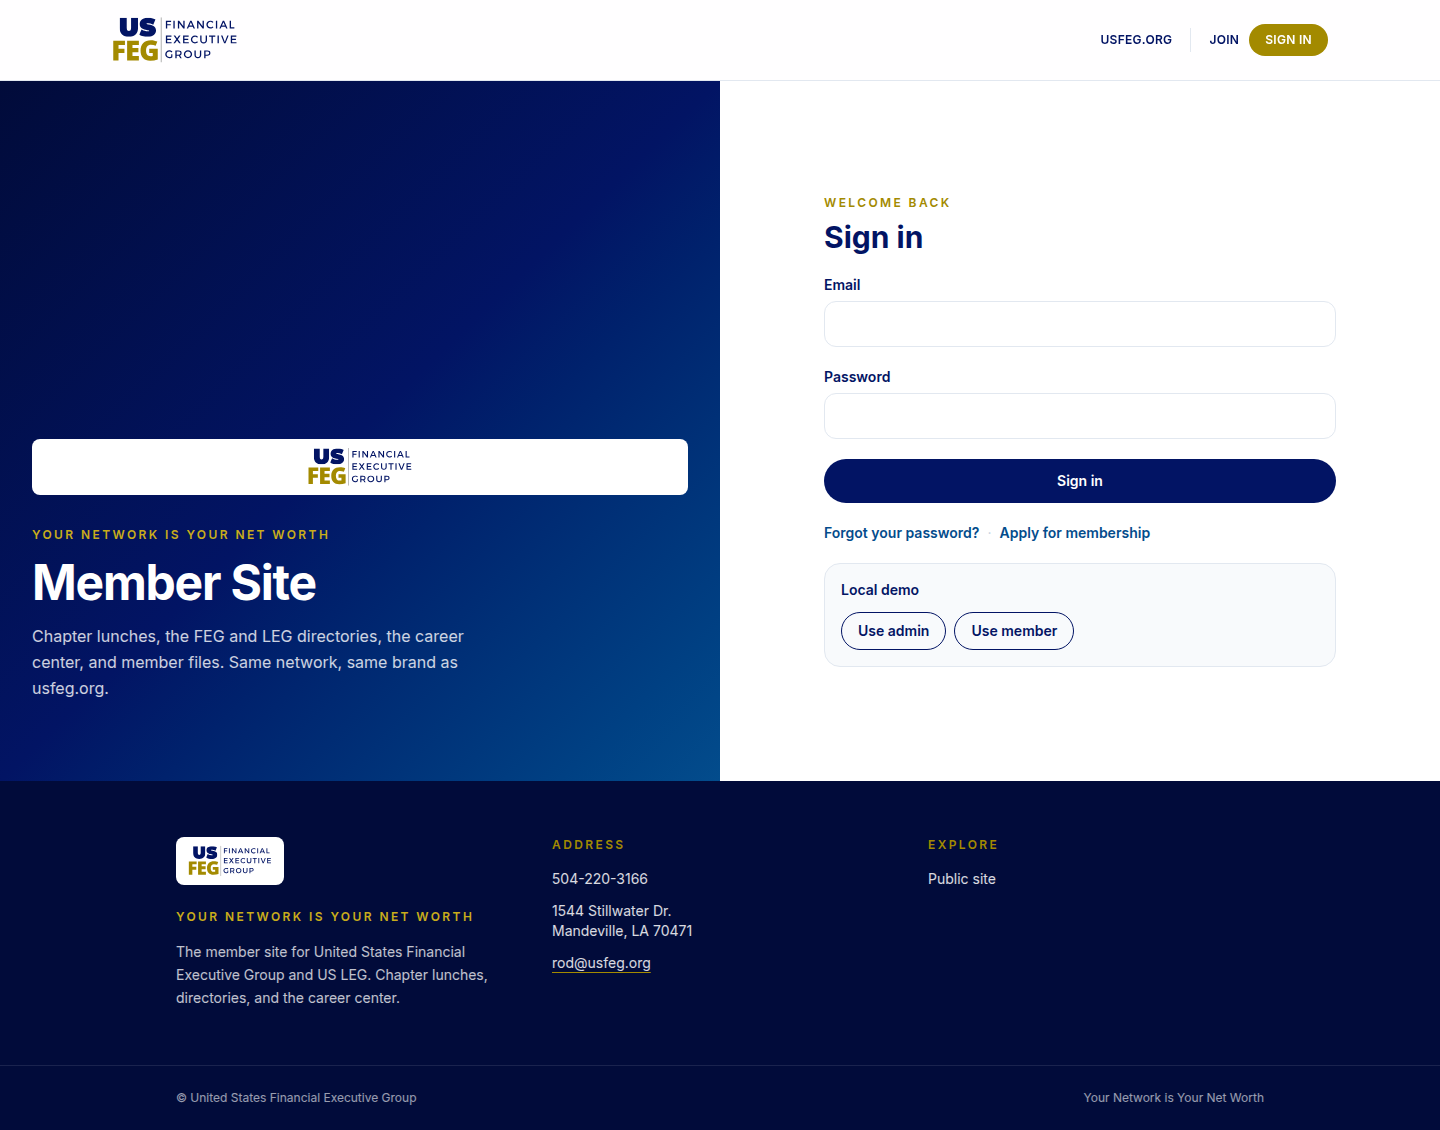 US FINANCIAL
EXECUTIVE
FEG GROUP
USFEG.ORG
JOIN
SIGN IN
US FINANCIAL
EXECUTIVE
FEG GROUP
YOUR NETWORK IS YOUR NET WORTH
Member Site
Chapter lunches, the FEG and LEG directories, the career
center, and member files. Same network, same brand as
usfeg.org.
WELCOME BACK
Sign in
Email
Password
Sign in
Forgot your password? · Apply for membership
Local demo
Use admin
Use member
US FINANCIAL
EXECUTIVE
FEG GROUP
YOUR NETWORK IS YOUR NET WORTH
The member site for United States Financial
Executive Group and US LEG. Chapter lunches,
directories, and the career center.
ADDRESS
504-220-3166
1544 Stillwater Dr.
Mandeville, LA 70471
rod@usfeg.org
EXPLORE
Public site
© United States Financial Executive Group
Your Network is Your Net Worth